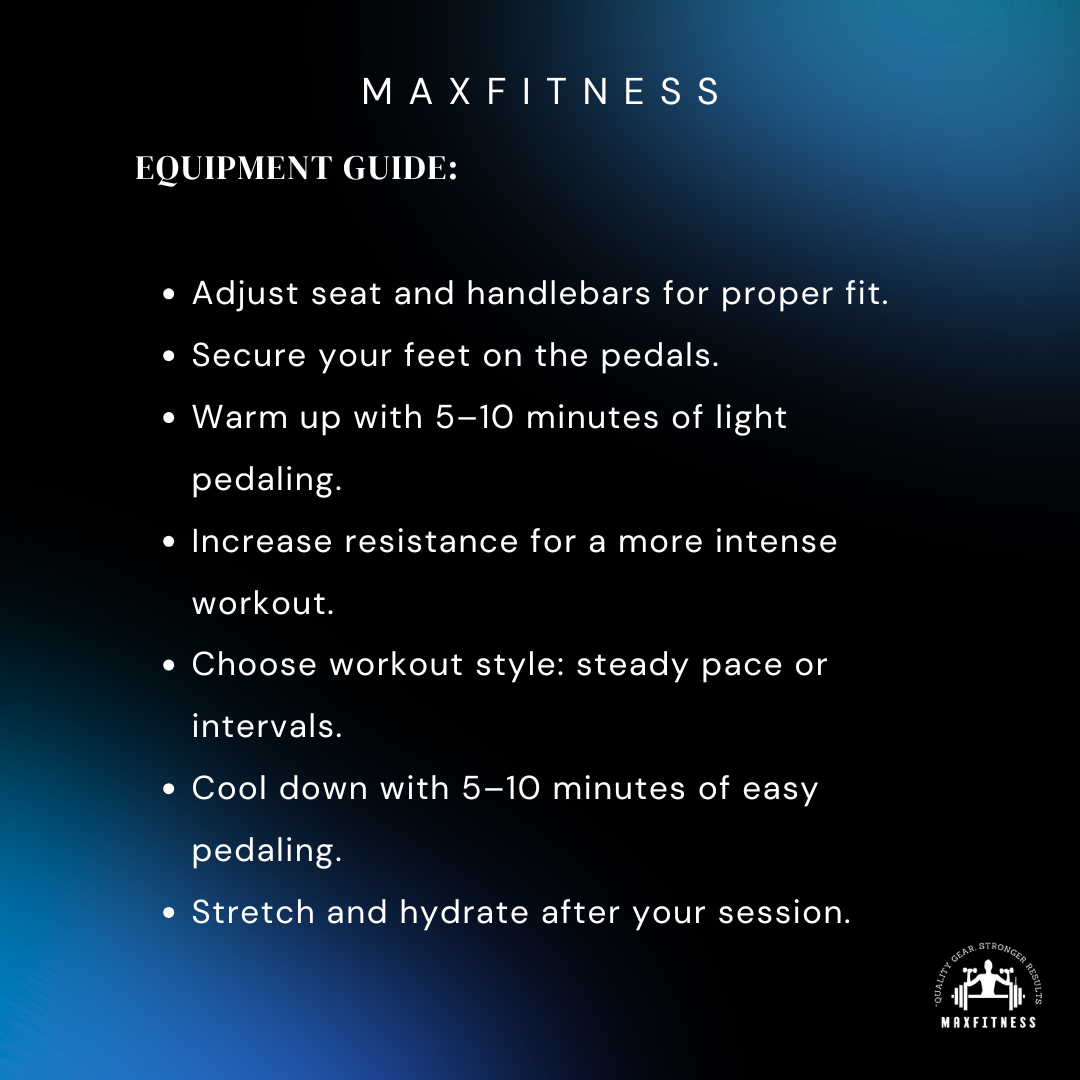 MAXFITNESS
EQUIPMENT GUIDE:
• Adjust seat and handlebars for proper fit.
• Secure your feet on the pedals.
• Warm up with 5–10 minutes of light
pedaling.
• Increase resistance for a more intense
workout.
• Choose workout style: steady pace or
intervals.
• Cool down with 5–10 minutes of easy
pedaling.
• Stretch and hydrate after your session.
"QUALITY GEAR, STRONGER RESULTS
MAXFITNESS